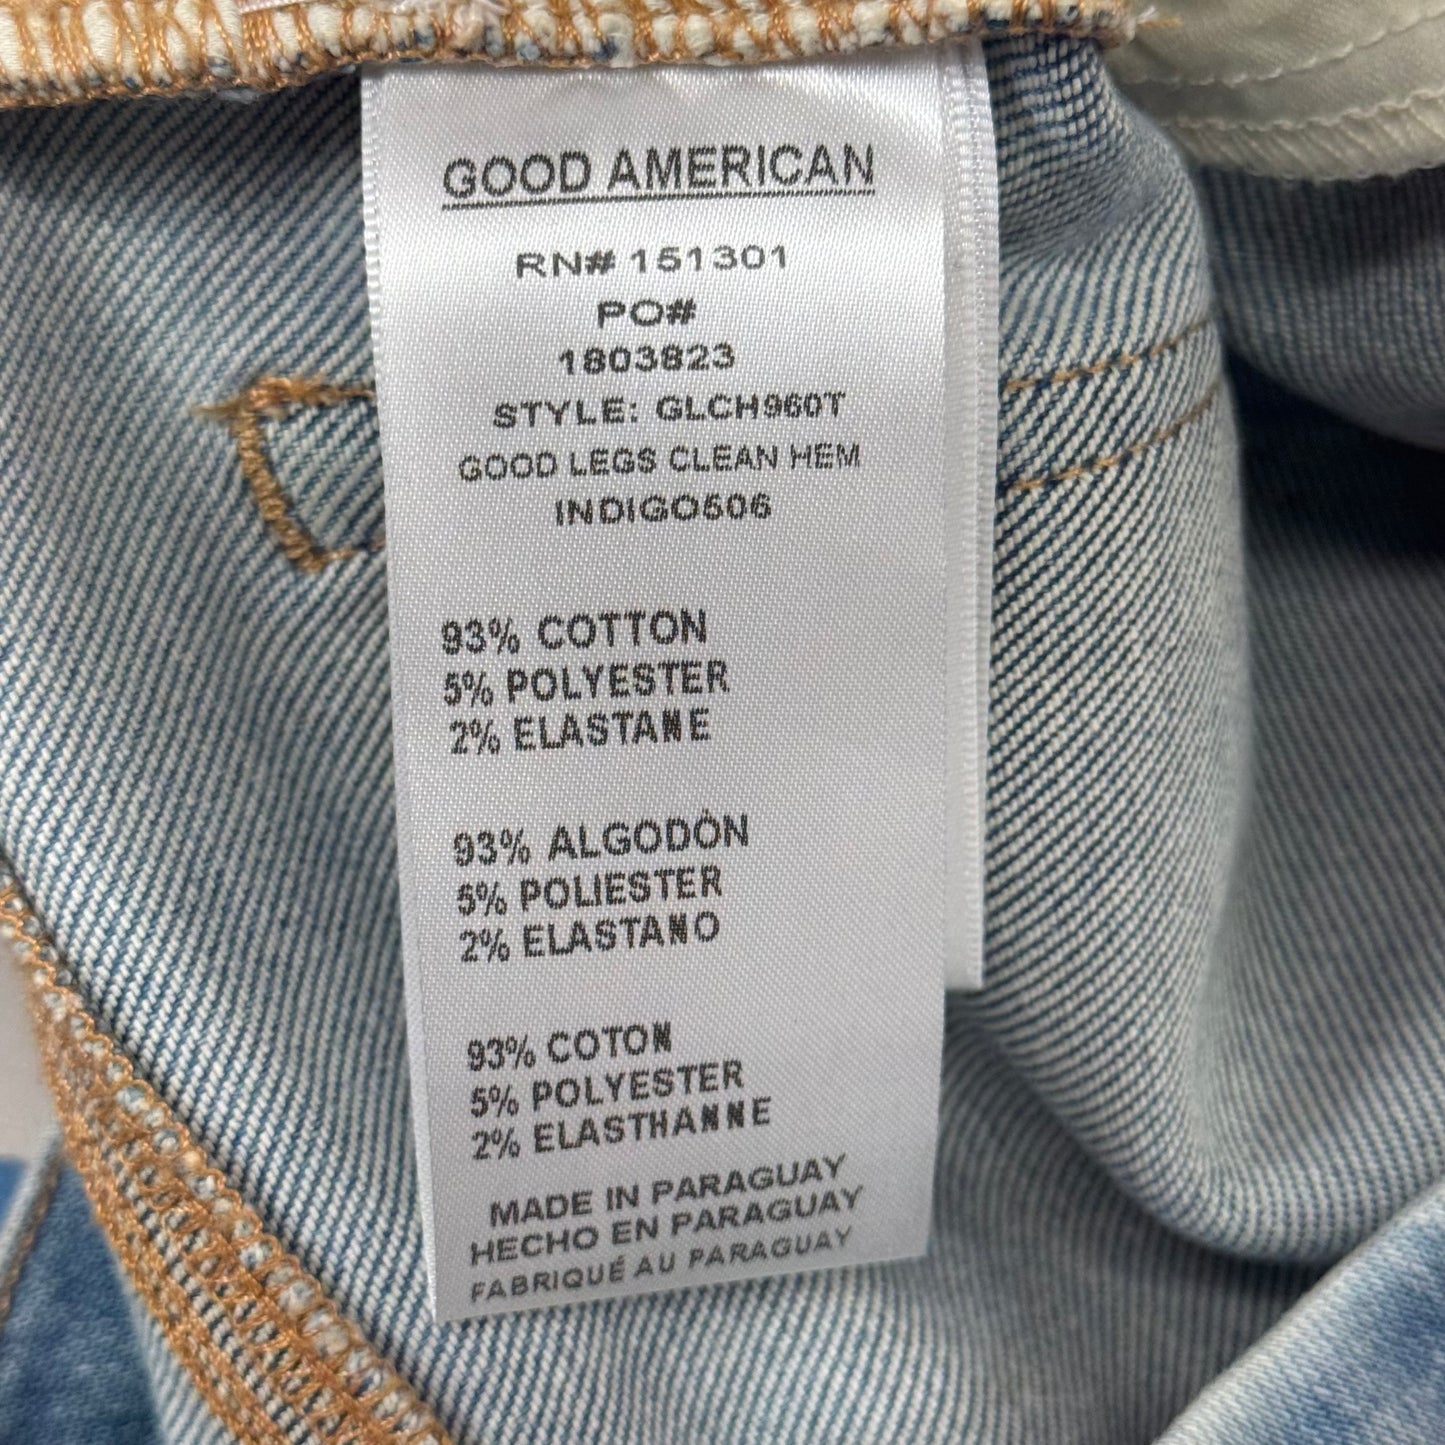 GOOD AMERICAN
RN# 151301
PO#
1803823
STYLE: GLCH960T
GOOD LEGS CLEAN HEM
INDIGO506
93% COTTON
5% POLYESTER
2% ELASTANE
93% ALGODÒN
5% POLIESTER
2% ELASTANO
93% COTON
5% POLYESTER
2% ELASTHANNE
MADE IN PARAGUAY
HECHO EN PARAGUAY
FABRIQUÉ AU PARAGUAY